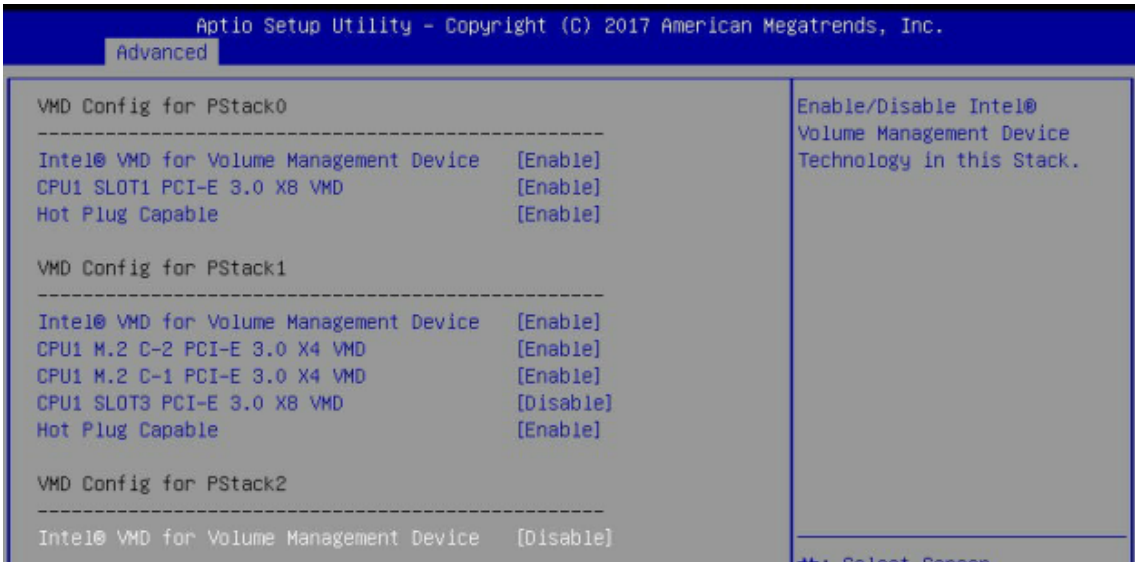 Aptio Setup Utility – Copyright (C) 2017 American Megatrends, Inc.
Advanced
VMD Config for PStack0
--------------------------------------------------------
Intel® VMD for Volume Management Device [Enable]
CPU1 SLOT1 PCI-E 3.0 X8 VMD [Enable]
Hot Plug Capable [Enable]
VMD Config for PStack1
--------------------------------------------------------
Intel® VMD for Volume Management Device [Enable]
CPU1 M.2 C-2 PCI-E 3.0 X4 VMD [Enable]
CPU1 M.2 C-1 PCI-E 3.0 X4 VMD [Enable]
CPU1 SLOT3 PCI-E 3.0 X8 VMD [Disable]
Hot Plug Capable [Enable]
VMD Config for PStack2
--------------------------------------------------------
Intel® VMD for Volume Management Device [Disable]
Enable/Disable Intel®
Volume Management Device
Technology in this Stack.